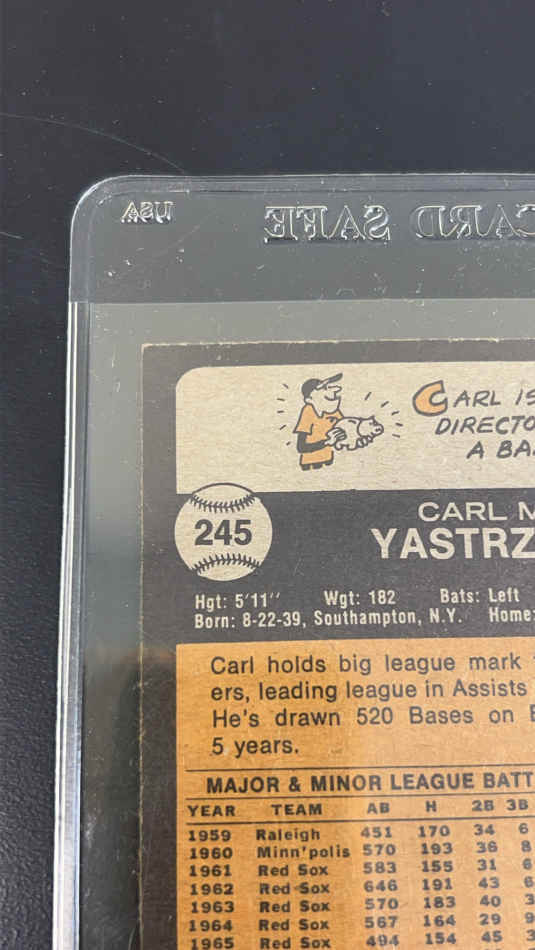 USA CARD SAFE
CARL IS
DIRECTO
A BA
245
CARL M
YASTRZ
Hgt: 5'11" Wgt: 182 Bats: Left
Born: 8-22-39, Southampton, N.Y. Home:
Carl holds big league mark
ers, leading league in Assists
He's drawn 520 Bases on B
5 years.
MAJOR & MINOR LEAGUE BATT
YEAR TEAM AB H 2B 3B
1959 Raleigh 451 170 34 6
1960 Minn'polis 570 193 36 8
1961 Red Sox 583 155 31 6
1962 Red Sox 646 191 43 6
1963 Red Sox 570 183 40 3
1964 Red Sox 567 164 29 9
1965 Red Sox 494 154 45 3